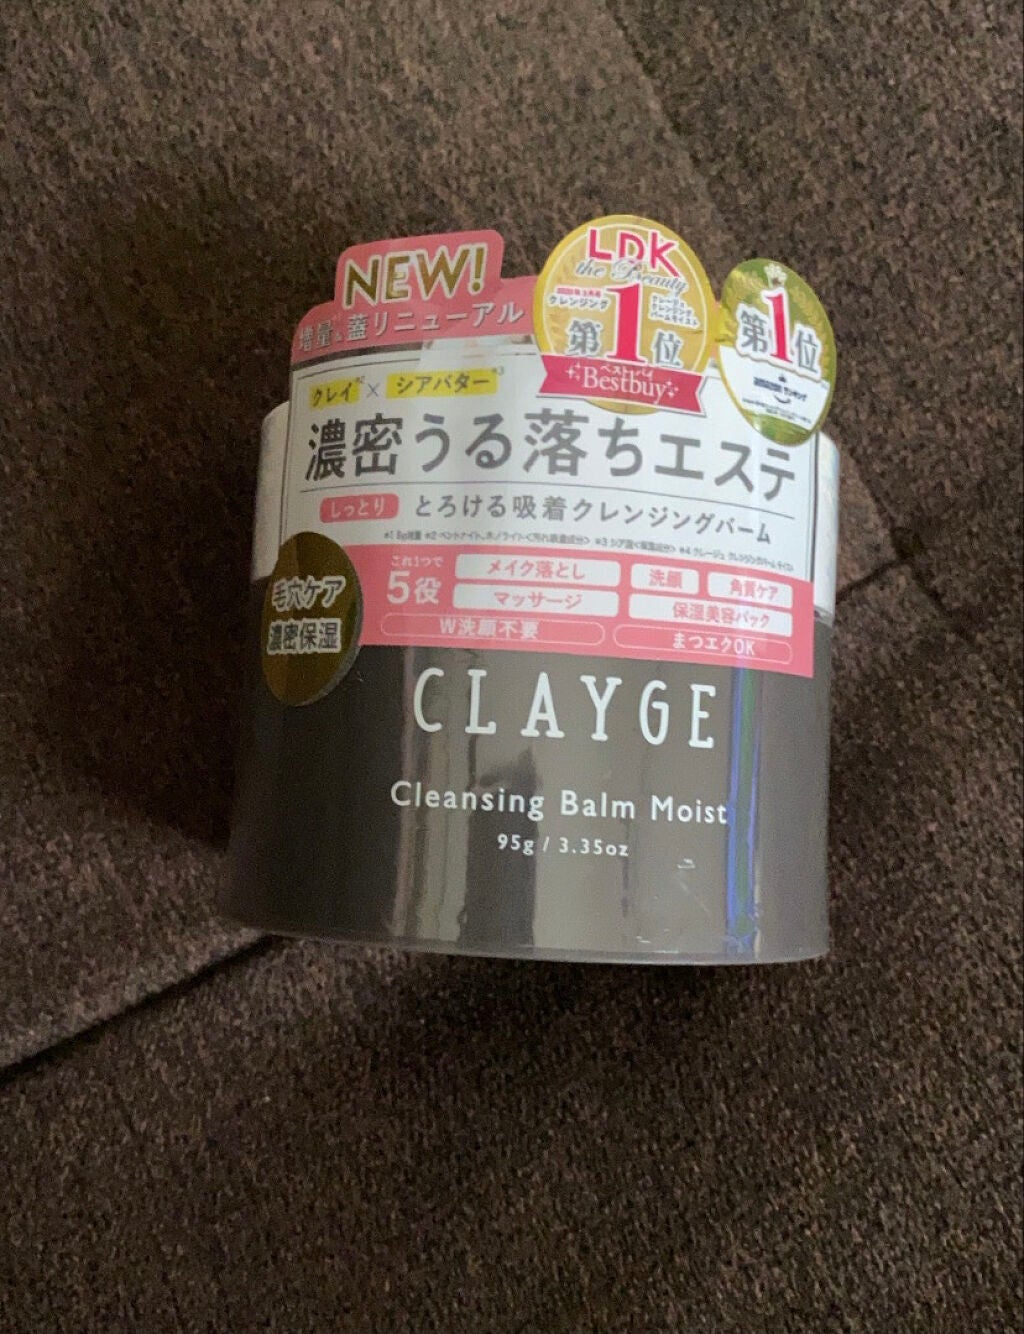 NEW!
増量 & 蓋リニューアル
LDK
the Beauty
クレンジング
第1位
ベストバイ
Bestbuy
第1位
クレイ※2 × シアバター※3
濃密うる落ちエステ
しっとり とろける吸着クレンジングバーム
毛穴ケア
濃密保湿
これ1つで
5役
メイク落とし 洗顔 角質ケア
マッサージ 保湿美容パック
W洗顔不要 まつエクOK
CLAYGE
Cleansing Balm Moist
95g / 3.35oz